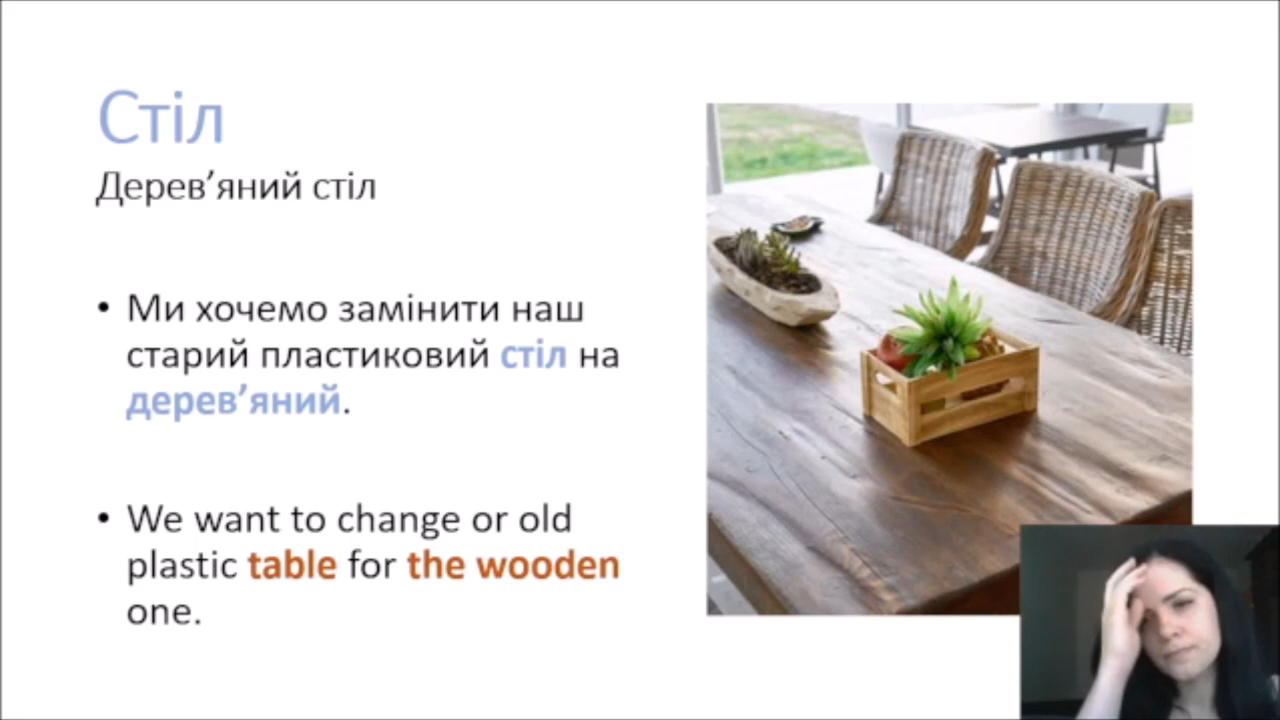 Стіл
Дерев’яний стіл
• Ми хочемо замінити наш
старий пластиковий стіл на
дерев’яний.
• We want to change or old
plastic table for the wooden
one.